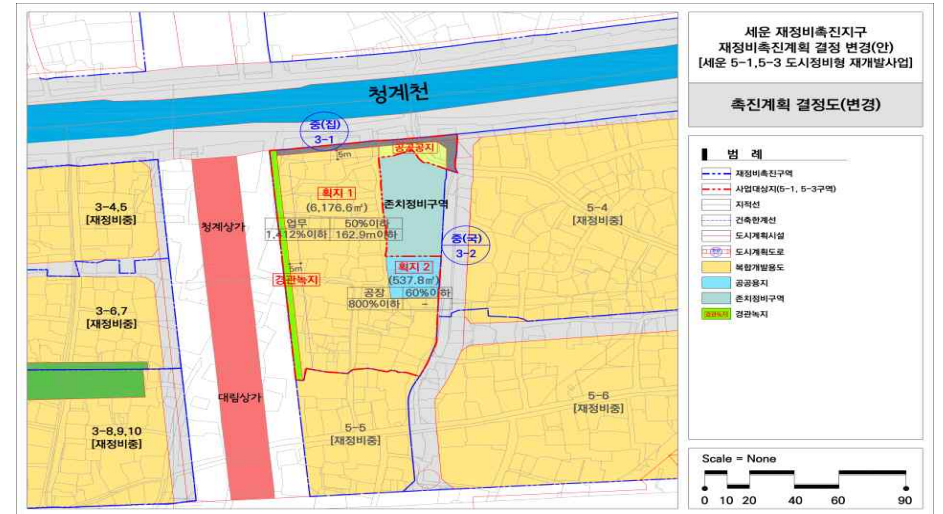 세운 재정비촉진지구
재정비촉진계획 결정 변경(안)
[세운 5-1,5-3 도시정비형 재개발사업]
촉진계획 결정도(변경)
범 례
재정비촉진구역
사업대상지(5-1, 5-3구역)
지적선
건축한계선
도시계획시설
도시계획도로
복합개발용도
공공용지
존치정비구역
경관녹지 경관녹지
Scale = None
0 10 20 40 60 90
청계천
중(집)
3-1
공공공지
5m
획지 1
(6,176.6㎡)
업무 50%이하
1,412%이하 162.9m이하
존치정비구역
중(국)
3-2
5m
경관녹지
획지 2
(537.8㎡)
공장 60%이하
800%이하 -
3-4,5
[재정비중]
청계상가
5-4
[재정비중]
3-6,7
[재정비중]
대림상가
3-8,9,10
[재정비중]
5-5
[재정비중]
5-6
[재정비중]